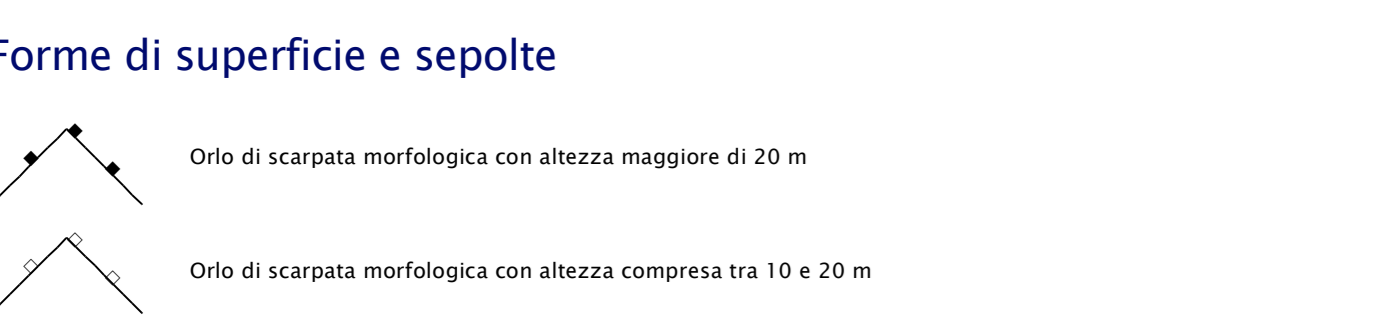 Forme di superficie e sepolte
Orlo di scarpata morfologica con altezza maggiore di 20 m
Orlo di scarpata morfologica con altezza compresa tra 10 e 20 m